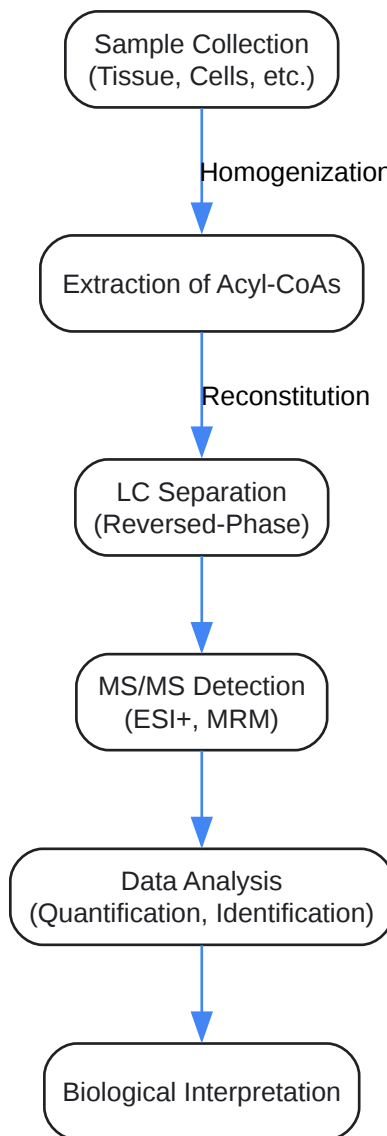 Sample Collection
(Tissue, Cells, etc.)
Homogenization
Extraction of Acyl-CoAs
Reconstitution
LC Separation
(Reversed-Phase)
MS/MS Detection
(ESI+, MRM)
Data Analysis
(Quantification, Identification)
Biological Interpretation